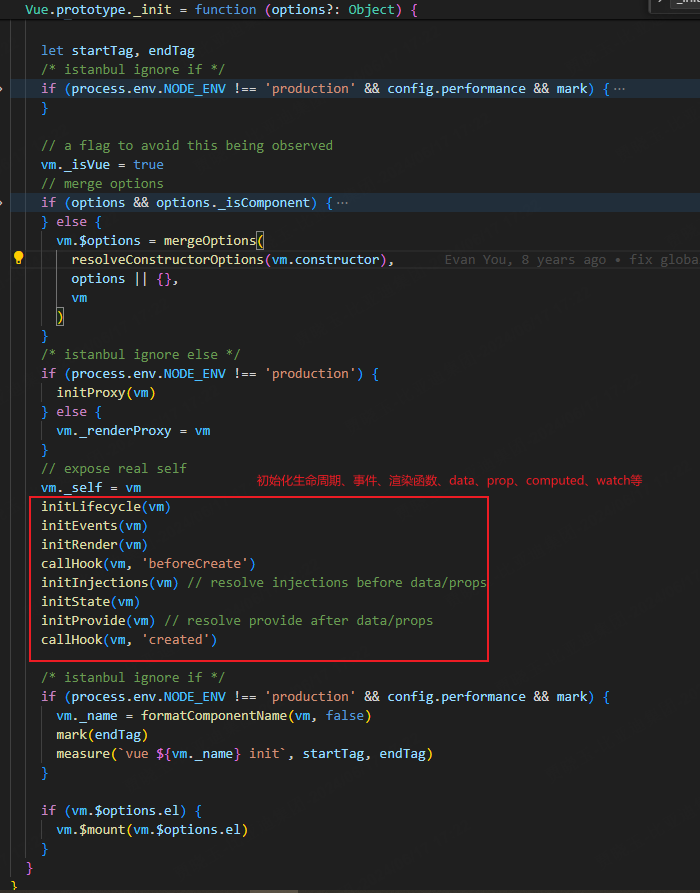 Vue.prototype._init = function (options?: Object) {
let startTag, endTag
/* istanbul ignore if */
if (process.env.NODE_ENV !== 'production' && config.performance && mark) {…
}
// a flag to avoid this being observed
vm._isVue = true
// merge options
if (options && options._isComponent) {…
} else {
vm.$options = mergeOptions(
resolveConstructorOptions(vm.constructor), Evan You, 8 years ago • fix globa
options || {},
vm
)
}
/* istanbul ignore else */
if (process.env.NODE_ENV !== 'production') {
initProxy(vm)
} else {
vm._renderProxy = vm
}
// expose real self
初始化生命周期、事件、渲染函数、data、prop、computed、watch等
vm._self = vm
initLifecycle(vm)
initEvents(vm)
initRender(vm)
callHook(vm, 'beforeCreate')
initInjections(vm) // resolve injections before data/props
initState(vm)
initProvide(vm) // resolve provide after data/props
callHook(vm, 'created')
/* istanbul ignore if */
if (process.env.NODE_ENV !== 'production' && config.performance && mark) {
vm._name = formatComponentName(vm, false)
mark(endTag)
measure(`vue ${vm._name} init`, startTag, endTag)
}
if (vm.$options.el) {
vm.$mount(vm.$options.el)
}
}
}